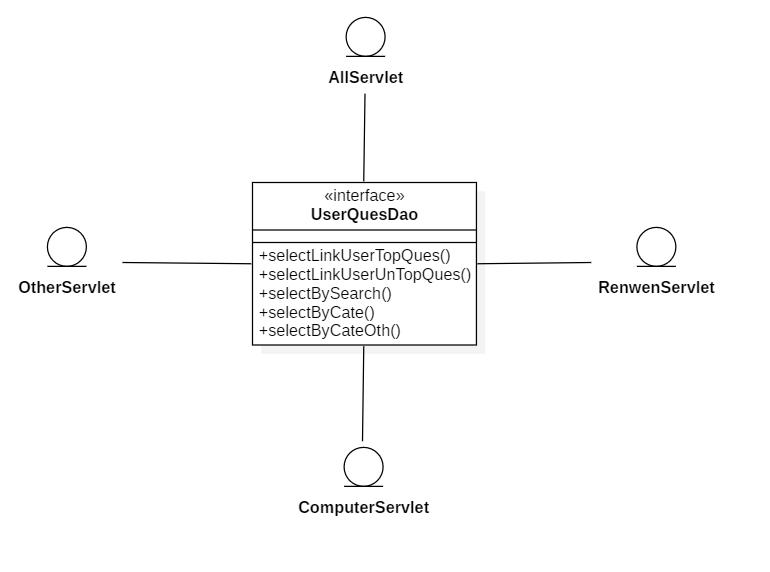 AllServlet
«interface»
UserQuesDao
+selectLinkUserTopQues()
+selectLinkUserUnTopQues()
+selectBySearch()
+selectByCate()
+selectByCateOth()
OtherServlet
RenwenServlet
ComputerServlet